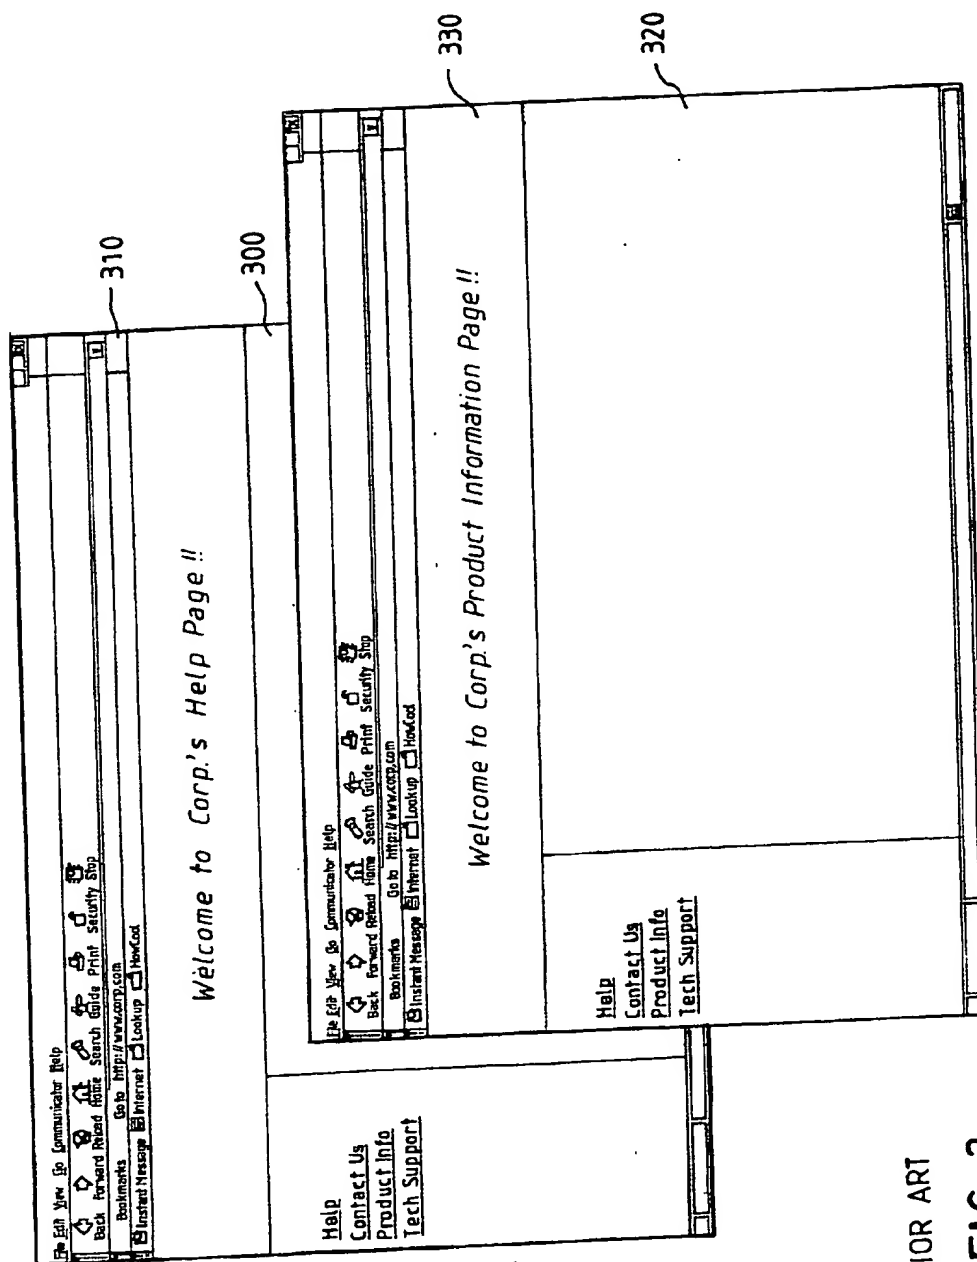 File Edit View Go Communicator Help
Back Forward Reload Home Search Guide Print Security Stop
Bookmarks Go to http://www.corp.com
Instant Message Internet Lookup NewCool
Welcome to Corp.'s Help Page!!
Help
Contact Us
Product Info
Tech Support
310
300
File Edit View Go Communicator Help
Back Forward Reload Home Search Guide Print Security Stop
Bookmarks Go to http://www.corp.com
Instant Message Internet Lookup NewCool
Welcome to Corp.'s Product Information Page!!
Help
Contact Us
Product Info
Tech Support
330
320
IOR ART